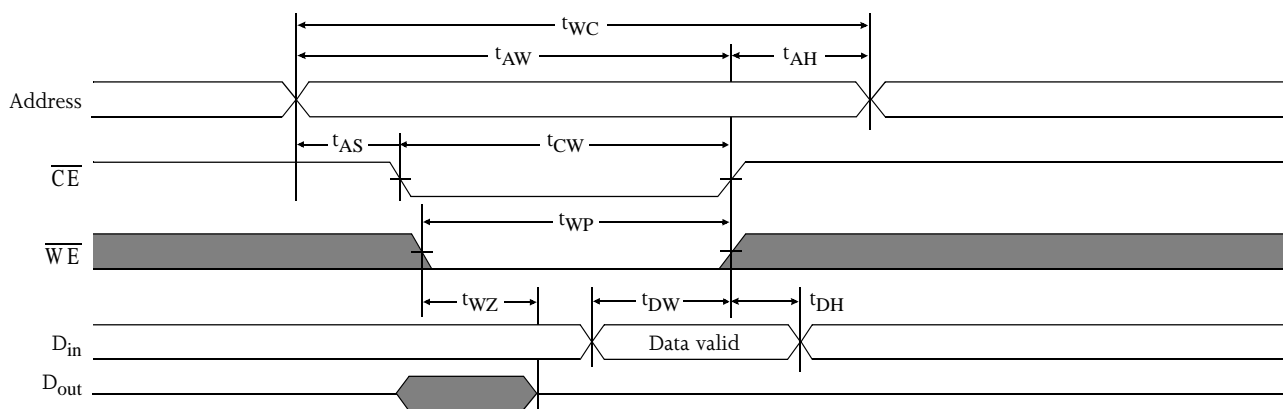 tWC
tAW tAH
Address
tAS tCW
CE
tWP
WE
tWZ tDW tDH
Din Data valid
Dout